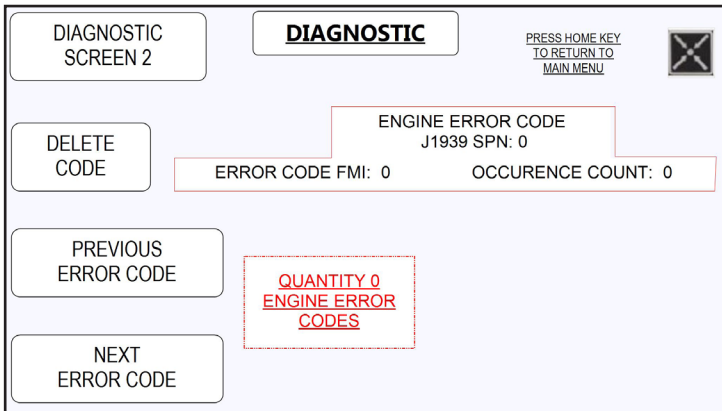 DIAGNOSTIC
SCREEN 2
DIAGNOSTIC
PRESS HOME KEY
TO RETURN TO
MAIN MENU
DELETE
CODE
ENGINE ERROR CODE
J1939 SPN: 0
ERROR CODE FMI: 0
OCCURENCE COUNT: 0
PREVIOUS
ERROR CODE
QUANTITY 0
ENGINE ERROR
CODES
NEXT
ERROR CODE